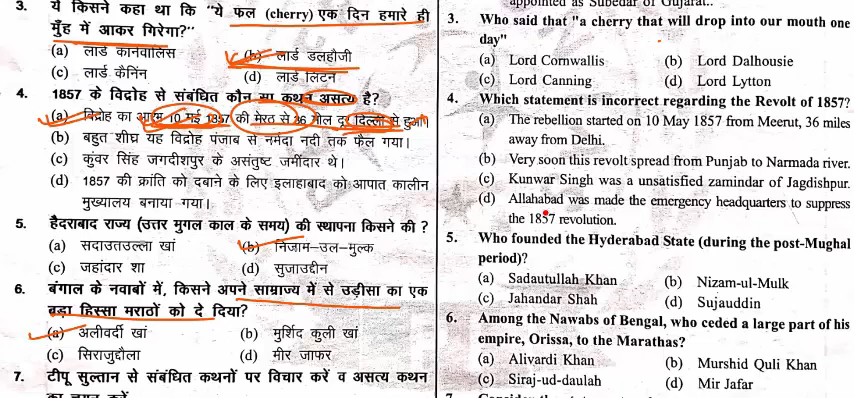 3. ये किसने कहा था कि "ये फल (cherry) एक दिन हमारे ही
मुँह में आकर गिरेगा?"
(a) लार्ड कार्नवालिस (b) लार्ड डलहौजी
(c) लार्ड कैनिंग (d) लार्ड लिटन
4. 1857 के विद्रोह से संबंधित कौन सा कथन असत्य है?
(a) विद्रोह का आरंभ 10 मई 1857 की मेरठ से 36 मील दूर दिल्ली से हुआ।
(b) बहुत शीघ्र यह विद्रोह पंजाब से नर्मदा नदी तक फैल गया।
(c) कुंवर सिंह जगदीशपुर के असंतुष्ट जमींदार थे।
(d) 1857 की क्रांति को दबाने के लिए इलाहाबाद को आपात कालीन
मुख्यालय बनाया गया।
5. हैदराबाद राज्य (उत्तर मुगल काल के समय) की स्थापना किसने की ?
(a) सदाउतउल्ला खां (b) निजाम-उल-मुल्क
(c) जहांदार शा (d) सुजाउद्दीन
6. बंगाल के नवाबों में, किसने अपने साम्राज्य में से उड़ीसा का एक
बड़ा हिस्सा मराठों को दे दिया?
(a) अलीवर्दी खां (b) मुर्शिद कुली खां
(c) सिराजुद्दौला (d) मीर जाफर
7. टीपू सुल्तान से संबंधित कथनों पर विचार करें व असत्य कथन
appointed as Subedar of Gujarat..
3. Who said that "a cherry that will drop into our mouth one
day"
(a) Lord Cornwallis (b) Lord Dalhousie
(c) Lord Canning (d) Lord Lytton
4. Which statement is incorrect regarding the Revolt of 1857?
(a) The rebellion started on 10 May 1857 from Meerut, 36 miles
away from Delhi.
(b) Very soon this revolt spread from Punjab to Narmada river.
(c) Kunwar Singh was a unsatisfied zamindar of Jagdishpur.
(d) Allahabad was made the emergency headquarters to suppress
the 1857 revolution.
5. Who founded the Hyderabad State (during the post-Mughal
period)?
(a) Sadautullah Khan (b) Nizam-ul-Mulk
(c) Jahandar Shah (d) Sujauddin
6. Among the Nawabs of Bengal, who ceded a large part of his
empire, Orissa, to the Marathas?
(a) Alivardi Khan (b) Murshid Quli Khan
(c) Siraj-ud-daulah (d) Mir Jafar